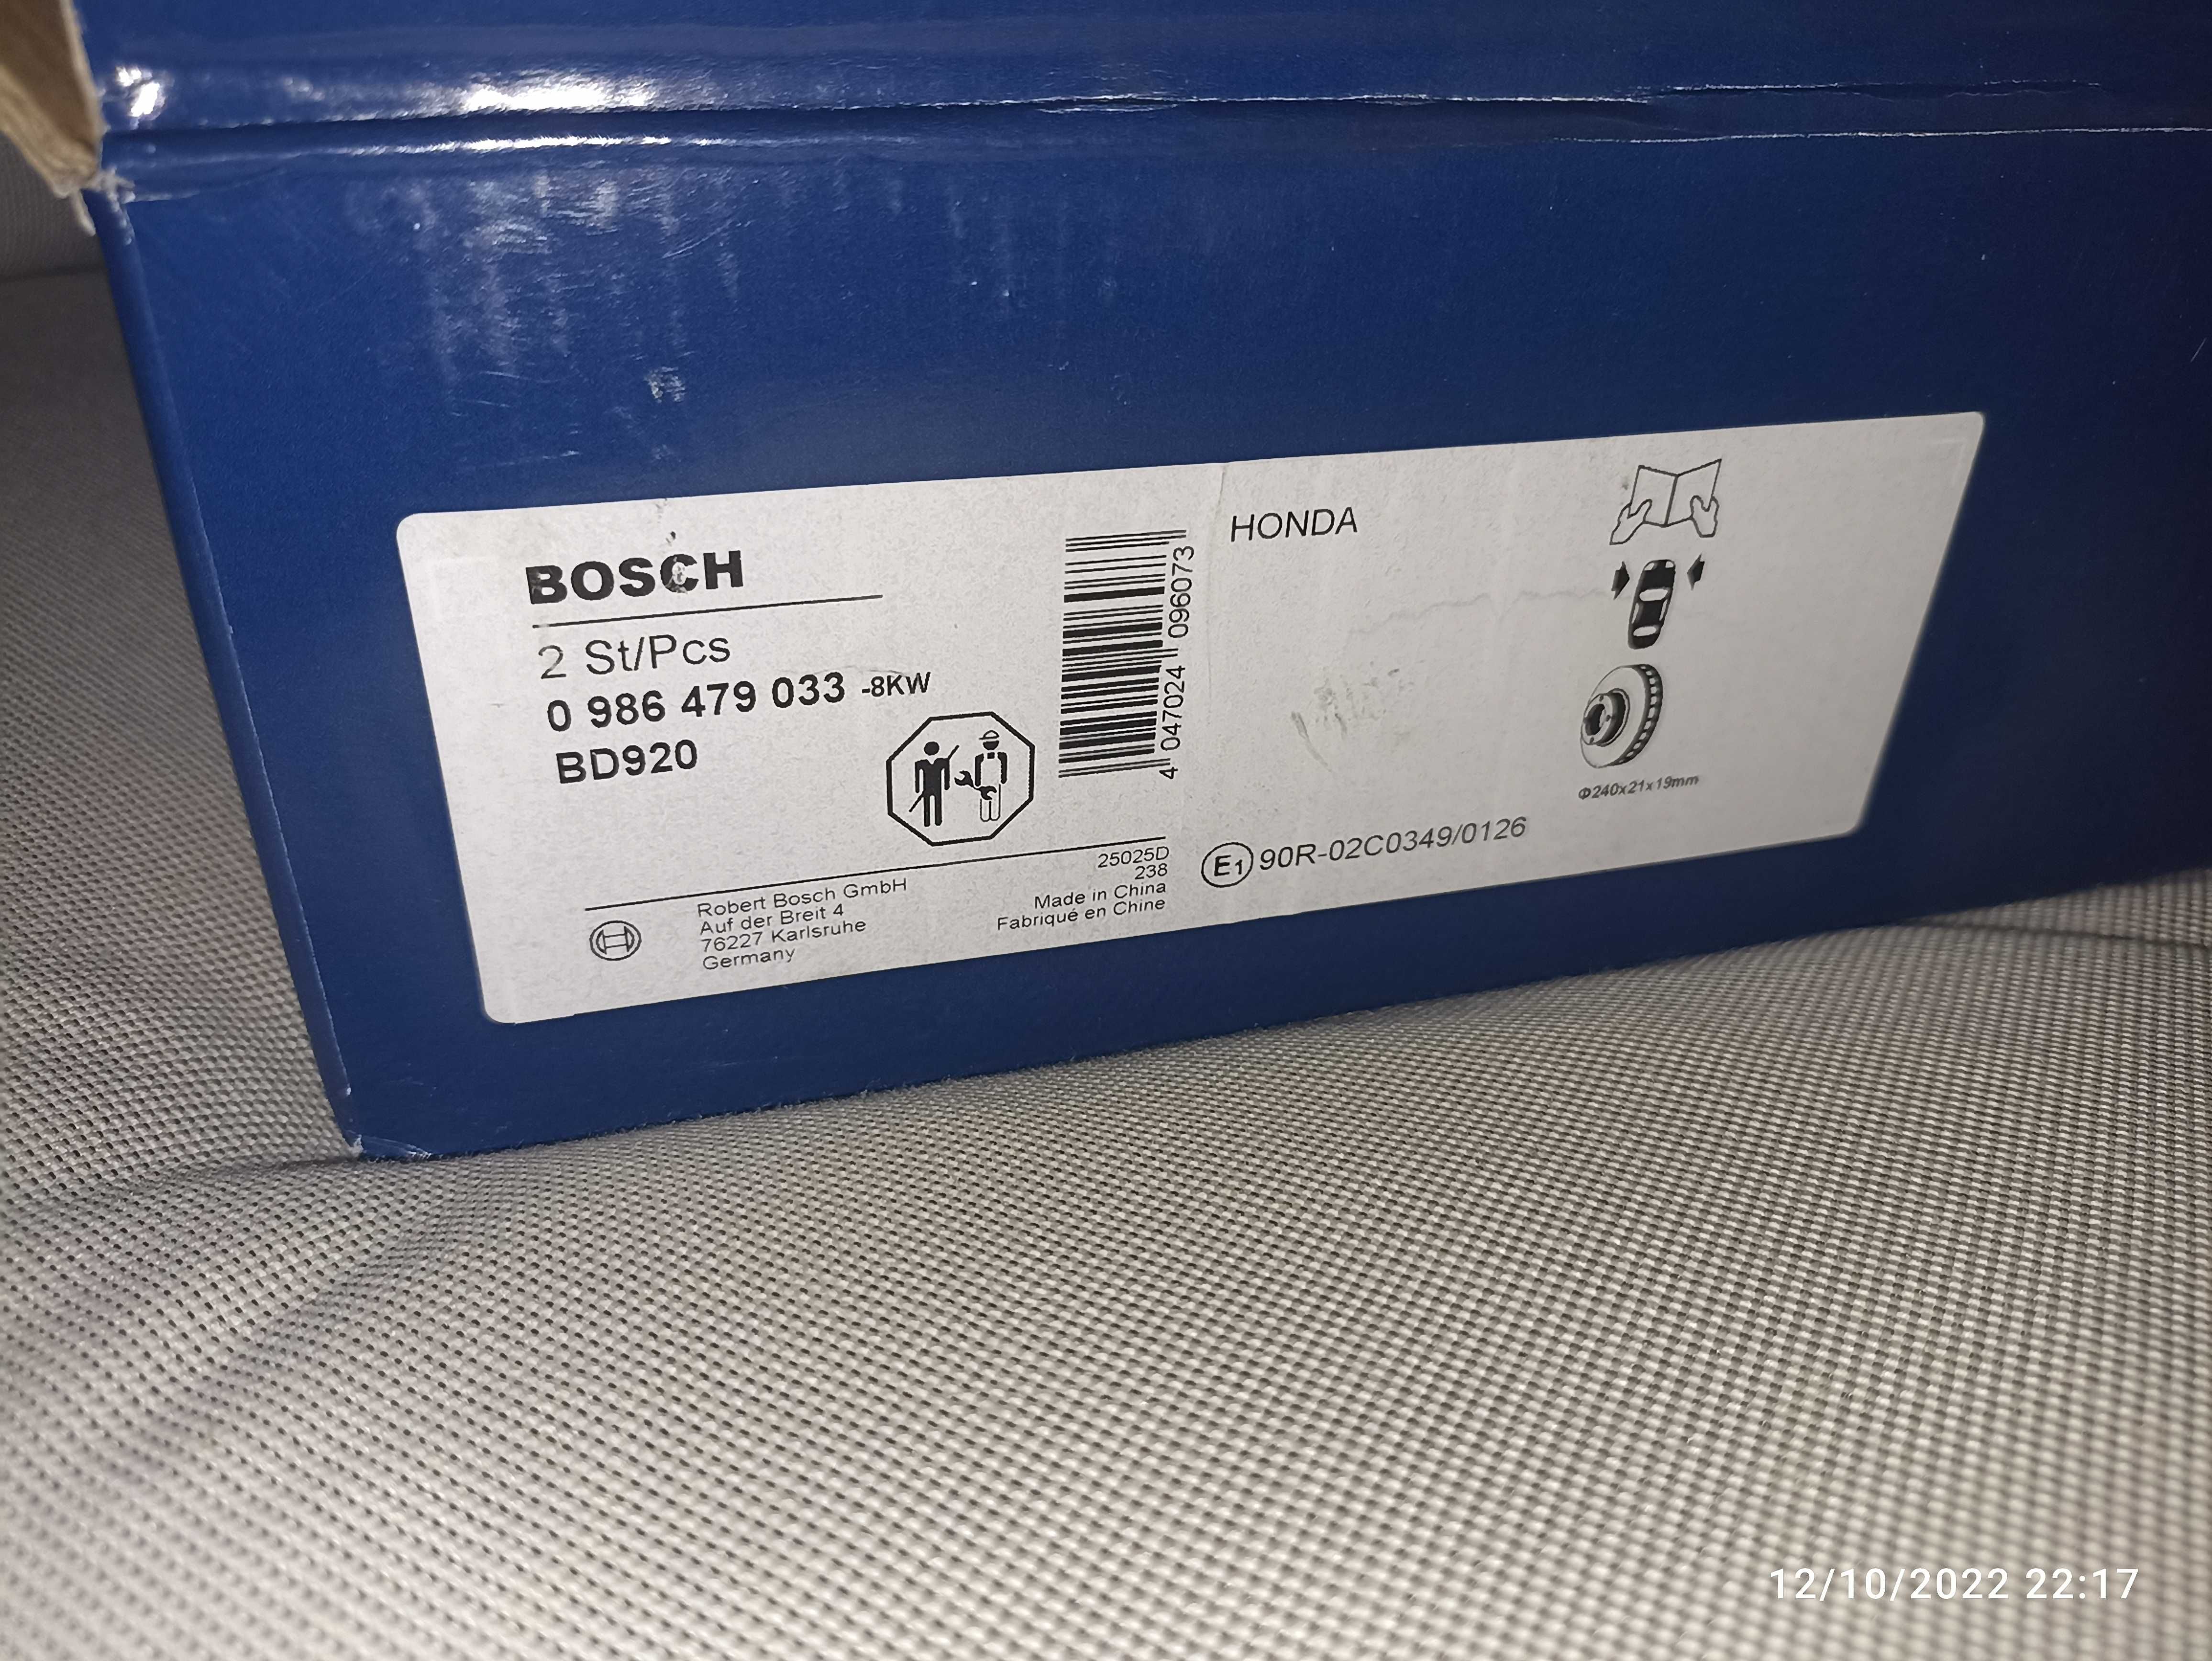 BOSCH
2 St/Pcs
0 986 479 033 -8KW
BD920
4 047024 096073
HONDA
Φ240x21x19mm
E1 90R-02C0349/0126
25025D
238
Made in China
Fabriqué en Chine
Robert Bosch GmbH
Auf der Breit 4
76227 Karlsruhe
Germany
12/10/2022 22:17